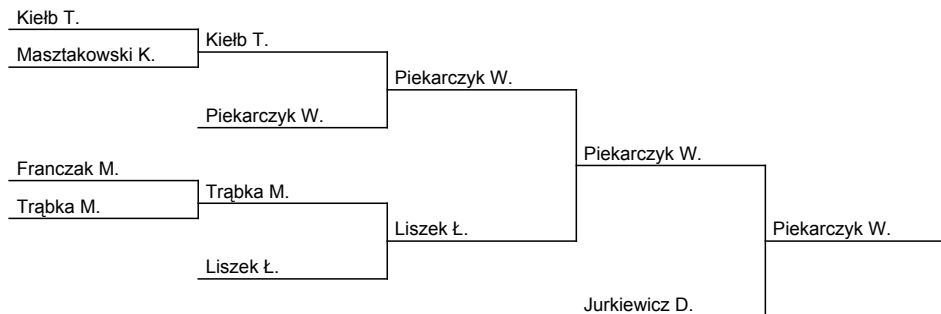 Kiełb T.
Masztakowski K.
Kiełb T.
Piekarczyk W.
Piekarczyk W.
Franczak M.
Trąbka M.
Trąbka M.
Liszek Ł.
Liszek Ł.
Piekarczyk W.
Jurkiewicz D.
Piekarczyk W.